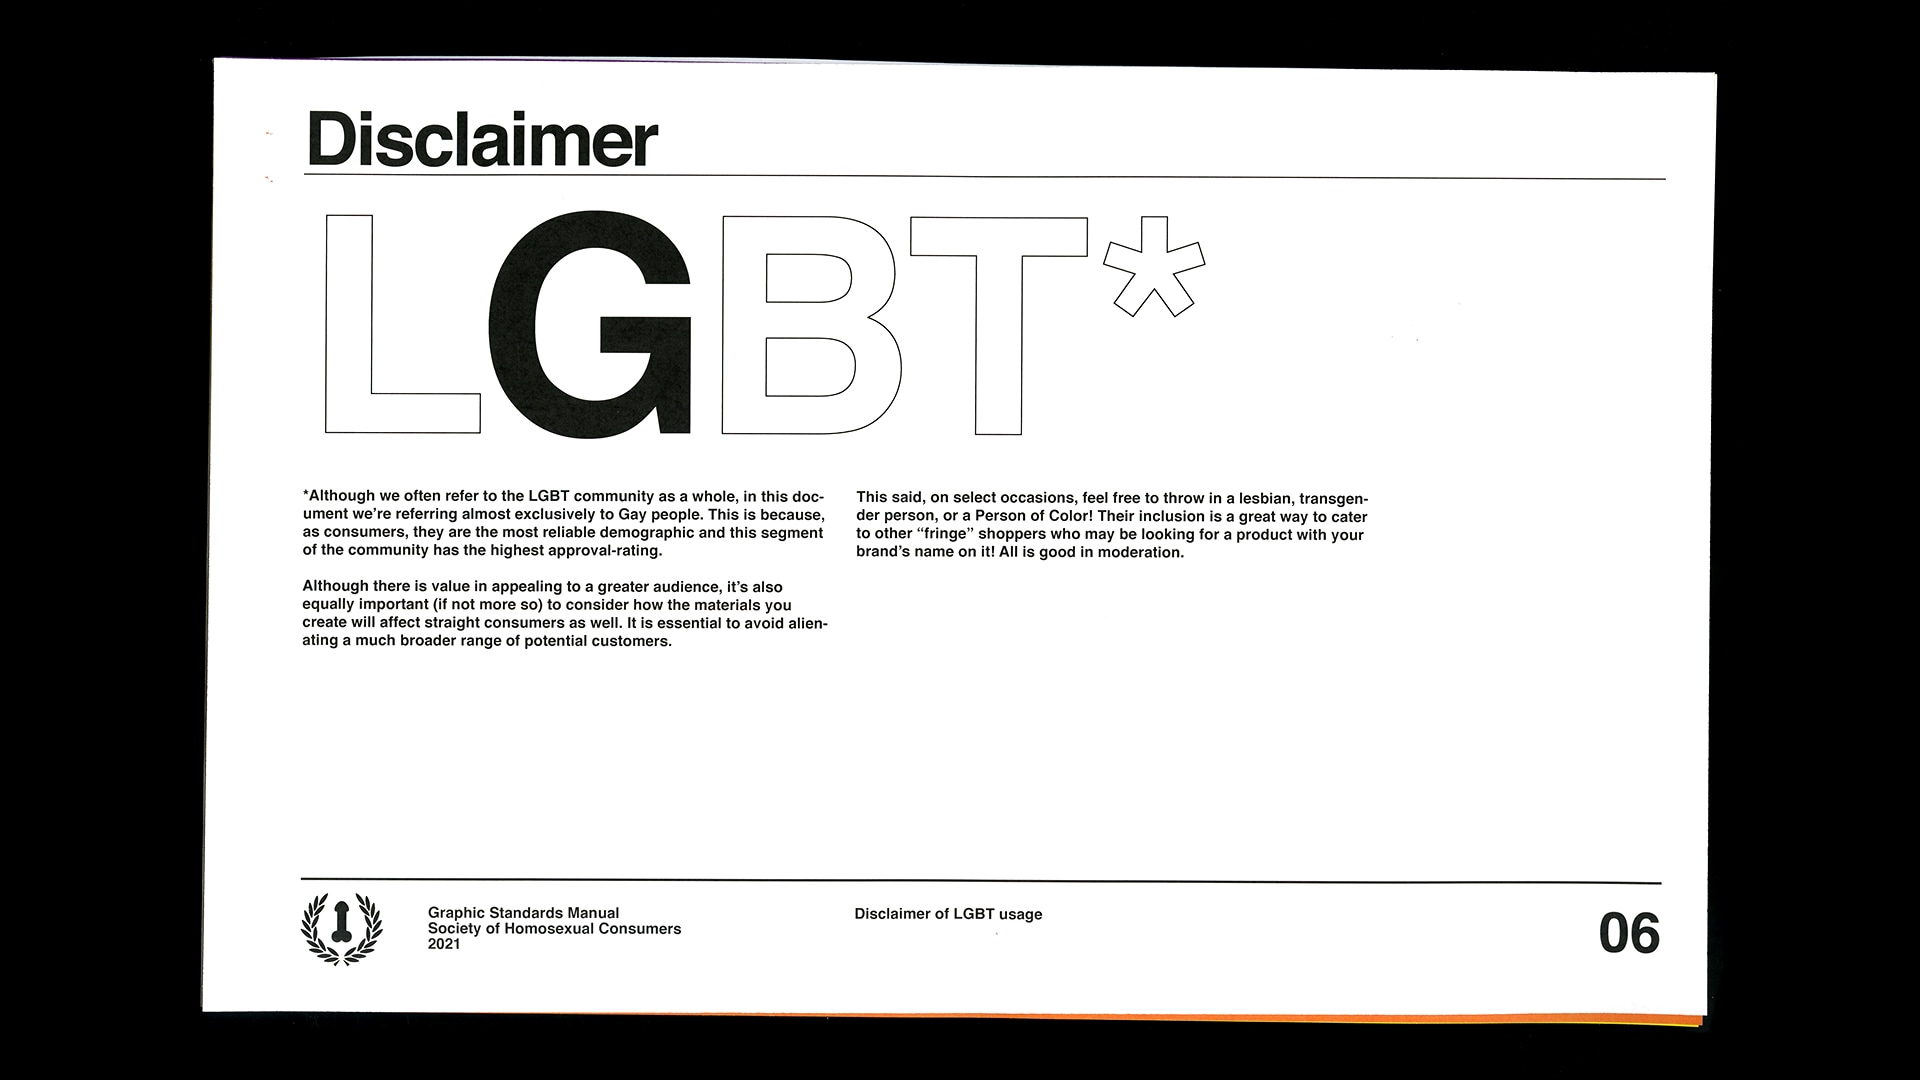 Disclaimer
LGBT*
*Although we often refer to the LGBT community as a whole, in this doc-
ument we're referring almost exclusively to Gay people. This is because,
as consumers, they are the most reliable demographic and this segment
of the community has the highest approval-rating.
Although there is value in appealing to a greater audience, it's also
equally important (if not more so) to consider how the materials you
create will affect straight consumers as well. It is essential to avoid alien-
ating a much broader range of potential customers.
This said, on select occasions, feel free to throw in a lesbian, transgen-
der person, or a Person of Color! Their inclusion is a great way to cater
to other “fringe” shoppers who may be looking for a product with your
brand's name on it! All is good in moderation.
Graphic Standards Manual
Society of Homosexual Consumers
2021
Disclaimer of LGBT usage
06